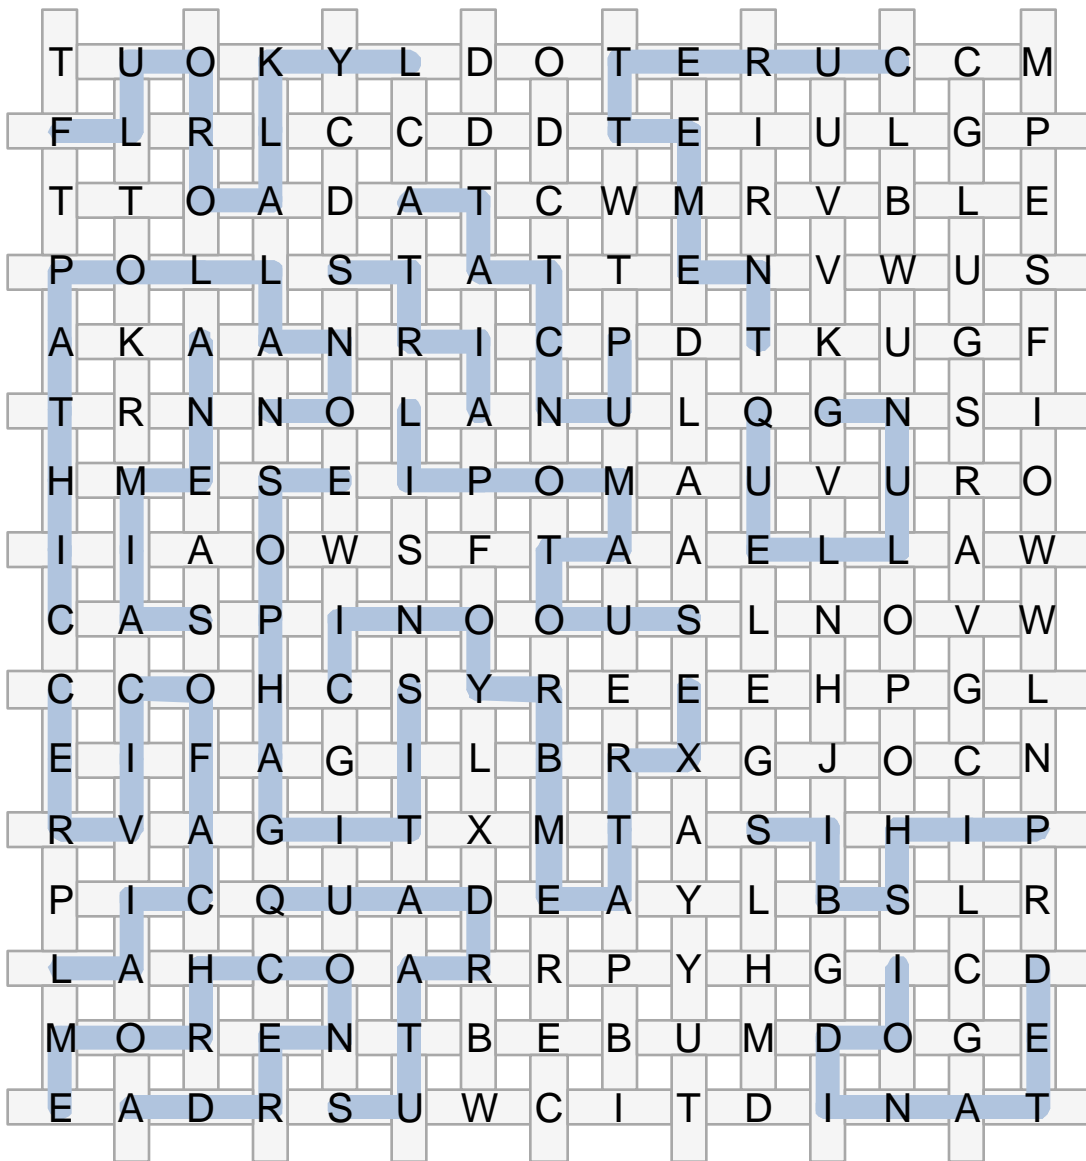 T U O K Y L D O T E R U C C M
F L R L C C D D T E I U L G P
T T O A D A T C W M R V B L E
P O L L S T A T T E N V W U S
A K A A N R I C P D T K U G F
T R N N O L A N U L Q G N S I
H M E S E I P O M A U V U R O
I I A O W S F T A A E L L A W
C A S P I N O O U S L N O V W
C C O H C S Y R E E E H P G L
E I F A G I L B R X G J O C N
R V A G I T X M T A S I H I P
P I C Q U A D E A Y L B S L R
L A H C O A R R P Y H G I C D
M O R E N T B E B U M D O G E
E A D R S U W C I T D I N A T